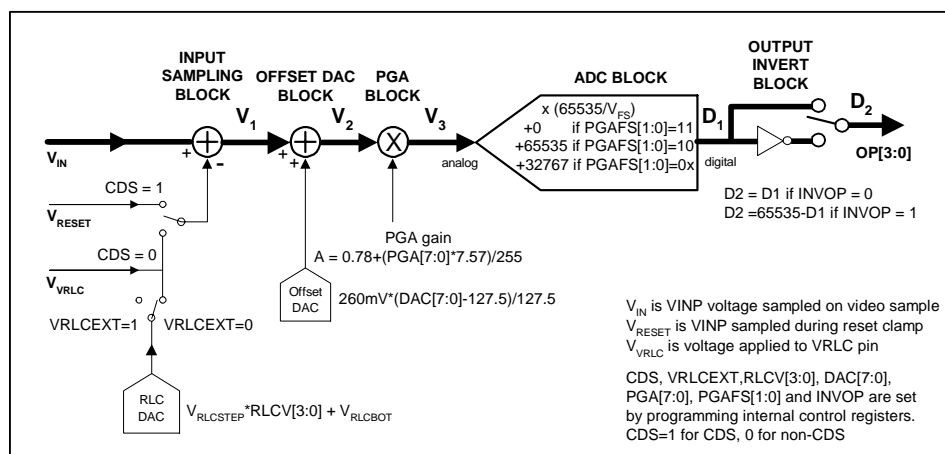 INPUT
SAMPLING
BLOCK
OFFSET DAC
BLOCK
PGA
BLOCK
ADC BLOCK
OUTPUT
INVERT
BLOCK
V1
V2
V3
D1
D2
x (65535/VFS)
+0 if PGAFS[1:0]=11
+65535 if PGAFS[1:0]=10
+32767 if PGAFS[1:0]=0x
analog
digital
OP[3:0]
VIN
+
-
+
+
+
+
X
D2 = D1 if INVOP = 0
D2 =65535-D1 if INVOP = 1
CDS = 1
VRESET
CDS = 0
VVRLC
VRLCEXT=1
VRLCEXT=0
PGA gain
A = 0.78+(PGA[7:0]*7.57)/255
Offset
DAC
260mV*(DAC[7:0]-127.5)/127.5
RLC
DAC
VRLCSTEP*RLCV[3:0] + VRLCBOT
VIN is VINP voltage sampled on video sample
VRESET is VINP sampled during reset clamp
VVRLC is voltage applied to VRLC pin
CDS, VRLCEXT,RLCV[3:0], DAC[7:0],
PGA[7:0], PGAFS[1:0] and INVOP are set
by programming internal control registers.
CDS=1 for CDS, 0 for non-CDS